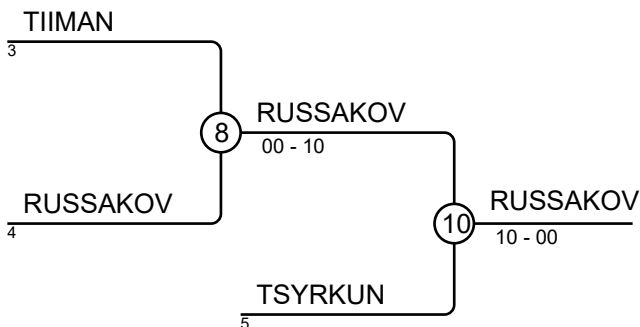 TIIMAN
3
8
RUSSAKOV
00 - 10
RUSSAKOV
4
10
RUSSAKOV
10 - 00
TSYRKUN
5